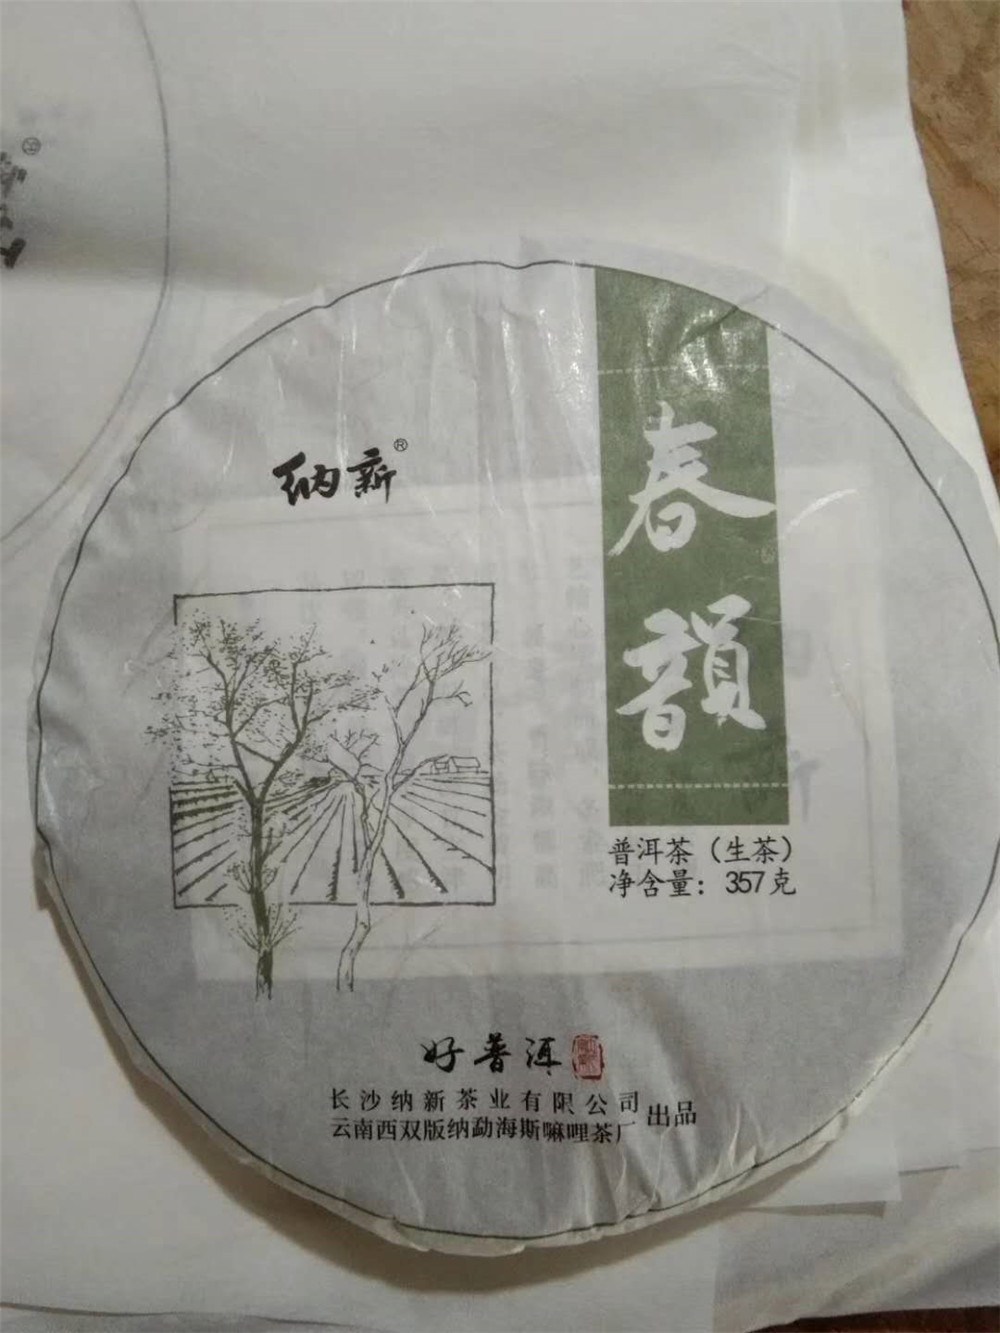 纳新®
春韻
普洱茶（生茶）
净含量：357克
好普洱
长沙纳新茶业有限公司
云南西双版纳勐海斯嘛哩茶厂
出品